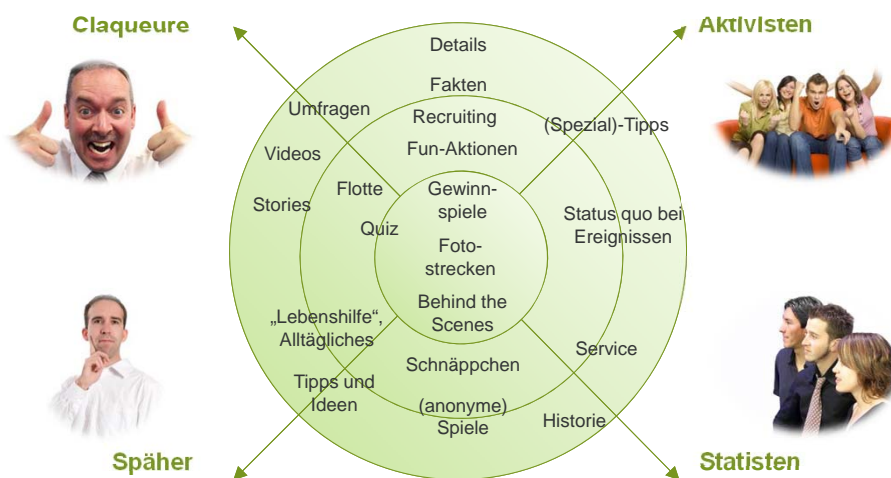 Claqueure
Aktivisten
Details
Fakten
Umfragen
Recruiting
(Spezial)-Tipps
Videos
Fun-Aktionen
Flotte
Gewinn-
spiele
Stories
Quiz
Status quo bei
Ereignissen
Foto-
strecken
Behind the
Scenes
„Lebenshilfe“,
Alltägliches
Service
Schnäppchen
Tipps und
Ideen
(anonyme)
Spiele
Historie
Späher
Statisten